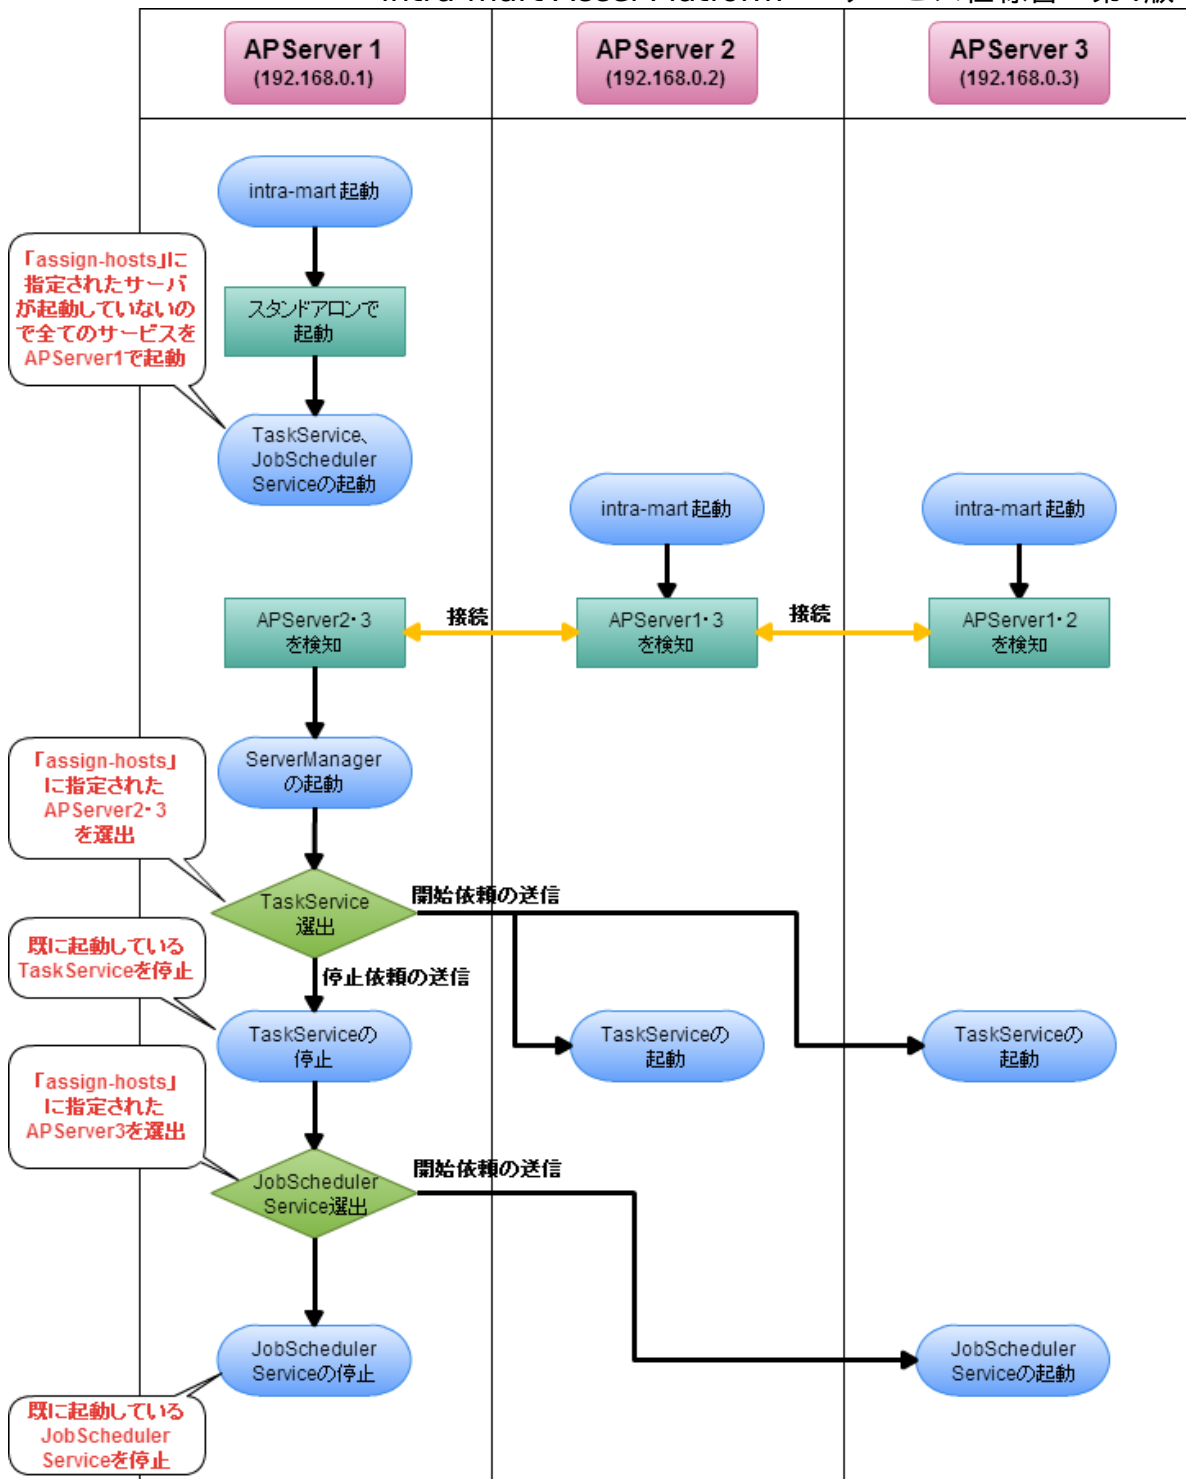 APServer 1
(192.168.0.1)
APServer 2
(192.168.0.2)
APServer 3
(192.168.0.3)
intra-mart 起動
「assign-hosts」に
指定されたサーバ
が起動していないの
で全てのサービスを
APServer1で起動
スタンドアロンで
起動
TaskService、
JobScheduler
Serviceの起動
intra-mart 起動
intra-mart 起動
APServer2・3
を検知
接続
APServer1・3
を検知
接続
APServer1・2
を検知
「assign-hosts」
に指定された
APServer2・3
を選出
ServerManager
の起動
TaskService
選出
開始依頼の送信
既に起動している
TaskServiceを停止
停止依頼の送信
TaskServiceの
停止
TaskServiceの
起動
TaskServiceの
起動
「assign-hosts」
に指定された
APServer3を選出
JobScheduler
Service選出
開始依頼の送信
JobScheduler
Serviceの停止
JobScheduler
Serviceの起動
既に起動している
JobScheduler
Serviceを停止